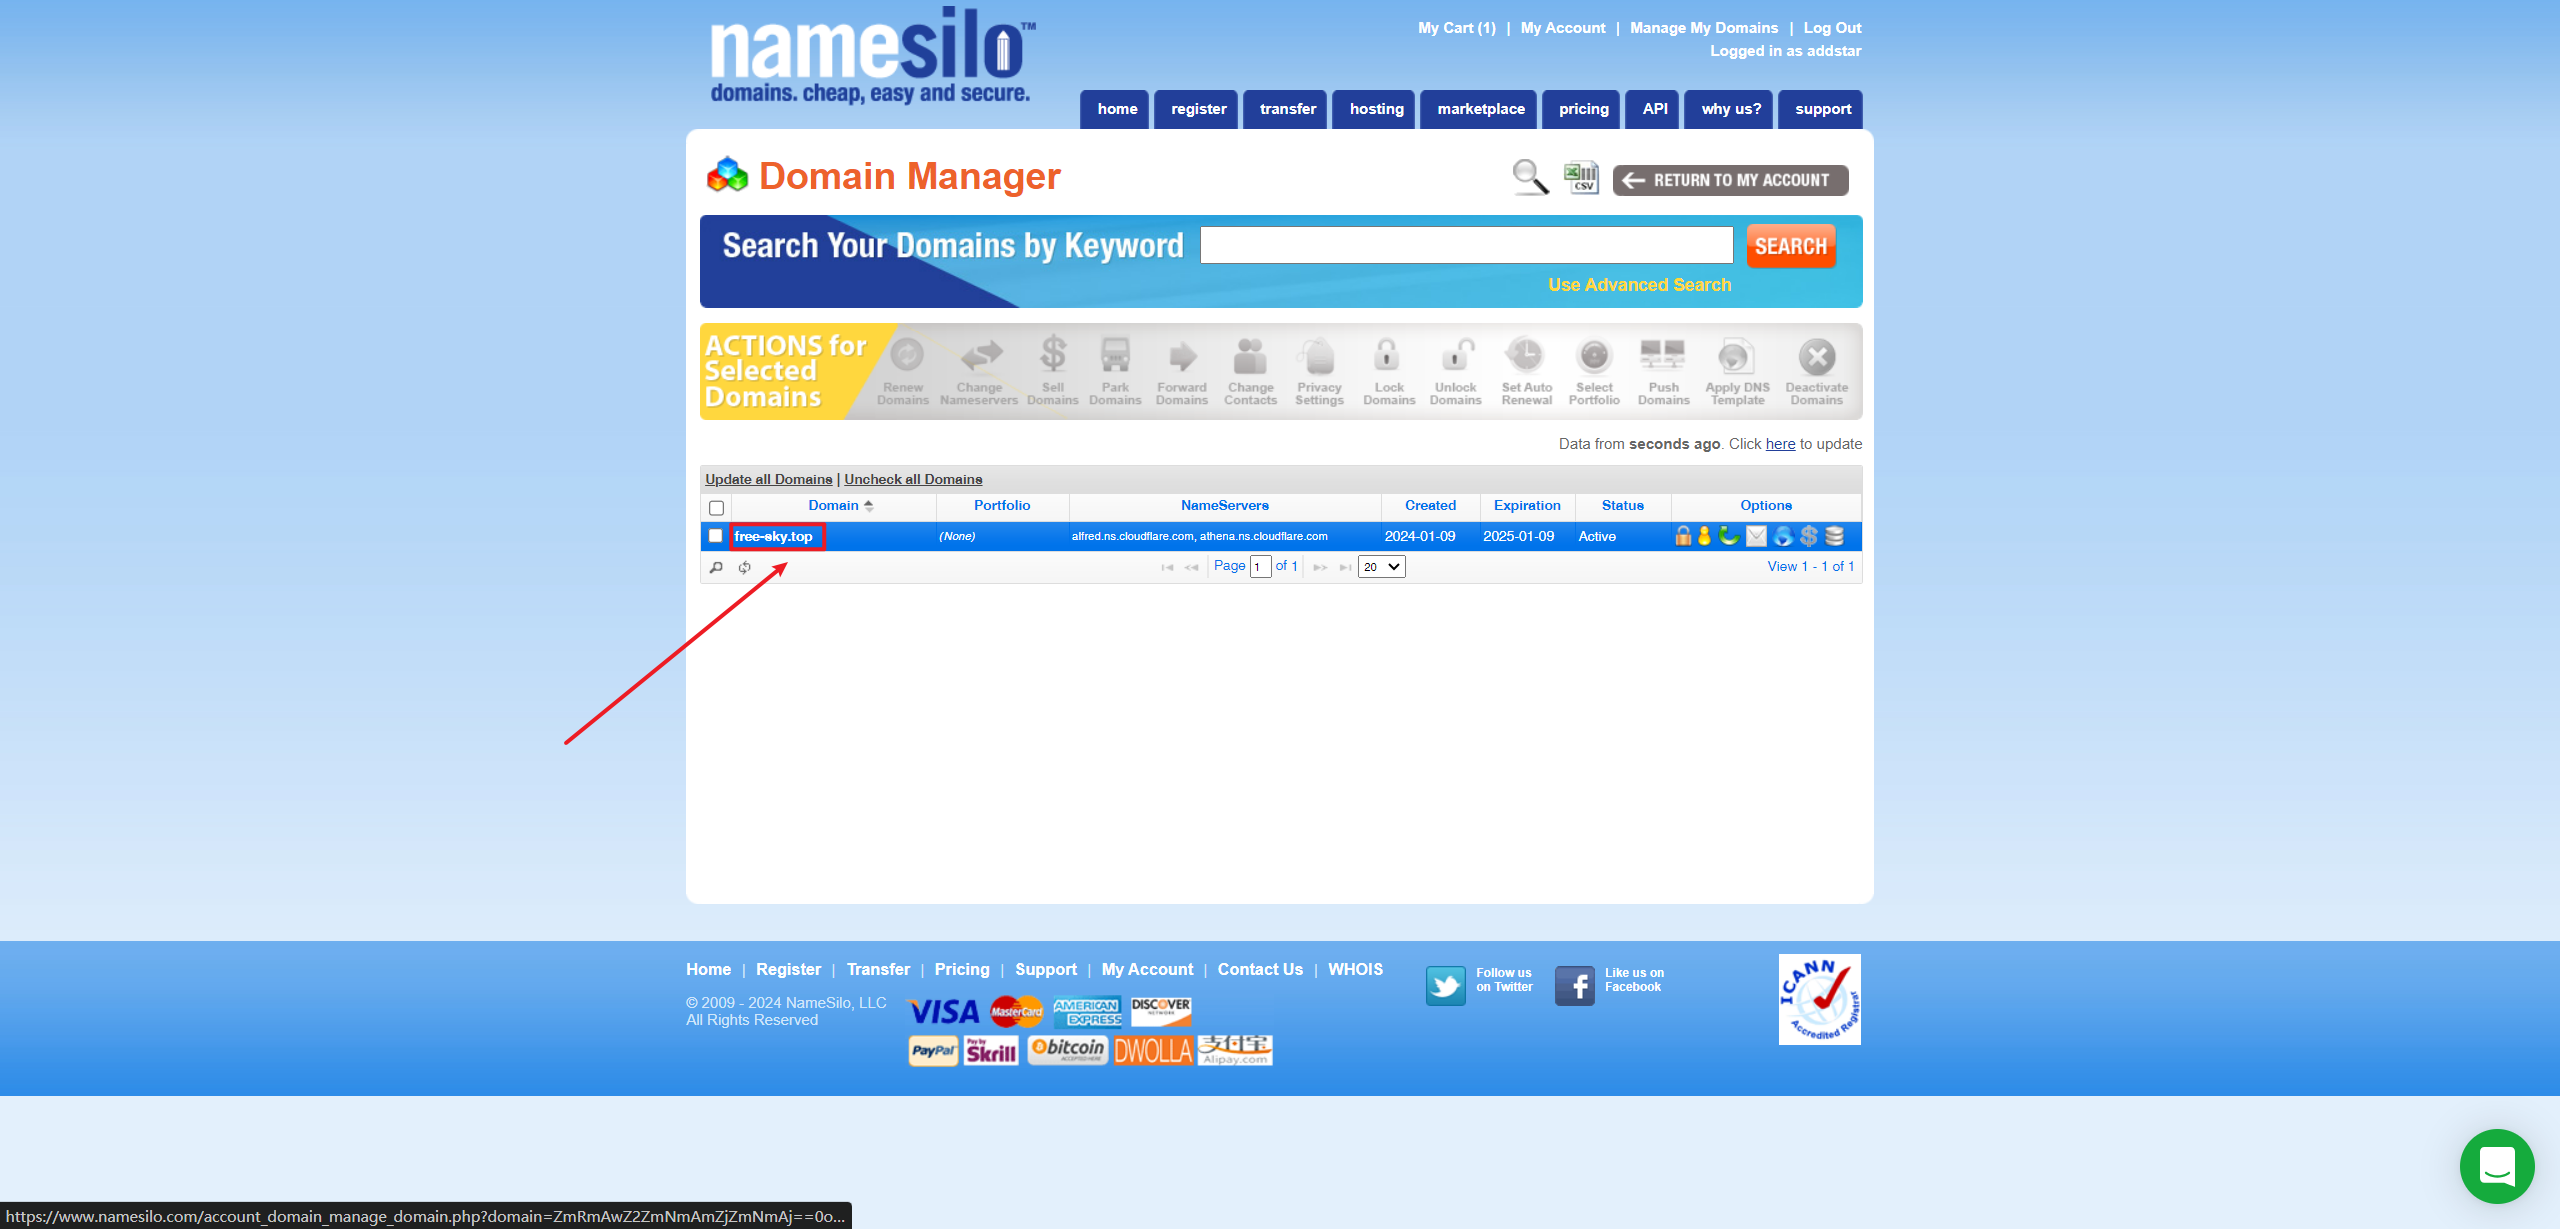 namesilo™
domains. cheap, easy and secure.
My Cart (1) | My Account | Manage My Domains | Log Out
Logged in as addstar
home register transfer hosting marketplace pricing API why us? support
Domain Manager
CSV
RETURN TO MY ACCOUNT
Search Your Domains by Keyword
SEARCH
Use Advanced Search
ACTIONS for Selected Domains
Renew Domains
Change Nameservers
Sell Domains
Park Domains
Forward Domains
Change Contacts
Privacy Settings
Lock Domains
Unlock Domains
Set Auto Renewal
Select Portfolio
Push Domains
Apply DNS Template
Deactivate Domains
Data from seconds ago. Click here to update
Update all Domains | Uncheck all Domains
Domain Portfolio NameServers Created Expiration Status Options
free-sky.top (None) alfred.ns.cloudflare.com, athena.ns.cloudflare.com 2024-01-09 2025-01-09 Active
Page 1 of 1 20 View 1 - 1 of 1
Home | Register | Transfer | Pricing | Support | My Account | Contact Us | WHOIS
© 2009 - 2024 NameSilo, LLC
All Rights Reserved
VISA MasterCard AMERICAN EXPRESS DISCOVER NETWORK
PayPal Pay by Skrill bitcoin ACCEPTED HERE DWOLLA 支付宝 Alipay.com
Follow us on Twitter
Like us on Facebook
ICANN Accredited Registrar
https://www.namesilo.com/account_domain_manage_domain.php?domain=ZmRmAwZ2ZmNmAmZjZmNmAj==0o...